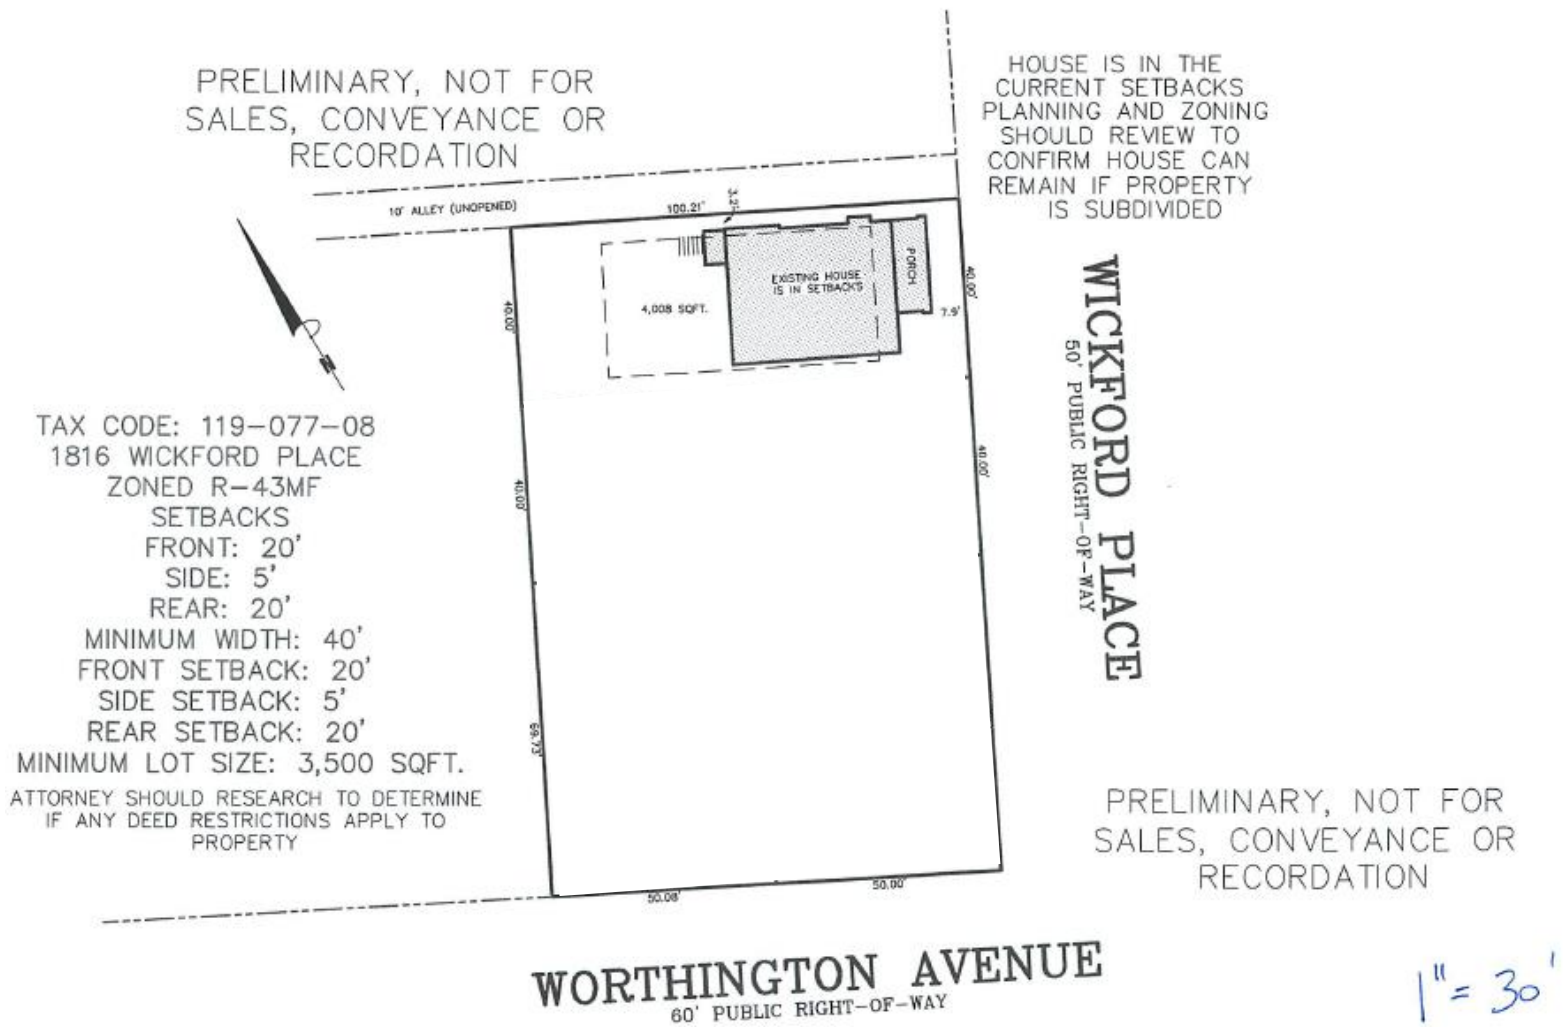 PRELIMINARY, NOT FOR
SALES, CONVEYANCE OR
RECORDATION
HOUSE IS IN THE
CURRENT SETBACKS
PLANNING AND ZONING
SHOULD REVIEW TO
CONFIRM HOUSE CAN
REMAIN IF PROPERTY
IS SUBDIVIDED
10' ALLEY (UNOPENED)
100.21'
3.2'
EXISTING HOUSE
IS IN SETBACKS
PORCH
4,008 SQFT.
40.00'
40.00'
7.9'
40.00'
40.00'
69.73'
WICKFORD PLACE
50' PUBLIC RIGHT-OF-WAY
N
TAX CODE: 119-077-08
1816 WICKFORD PLACE
ZONED R-43MF
SETBACKS
FRONT: 20'
SIDE: 5'
REAR: 20'
MINIMUM WIDTH: 40'
FRONT SETBACK: 20'
SIDE SETBACK: 5'
REAR SETBACK: 20'
MINIMUM LOT SIZE: 3,500 SQFT.
ATTORNEY SHOULD RESEARCH TO DETERMINE
IF ANY DEED RESTRICTIONS APPLY TO
PROPERTY
PRELIMINARY, NOT FOR
SALES, CONVEYANCE OR
RECORDATION
50.08'
50.00'
WORTHINGTON AVENUE
60' PUBLIC RIGHT-OF-WAY
1"= 30'